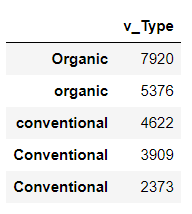 v_Type
Organic 7920
organic 5376
conventional 4622
Conventional 3909
Conventional 2373